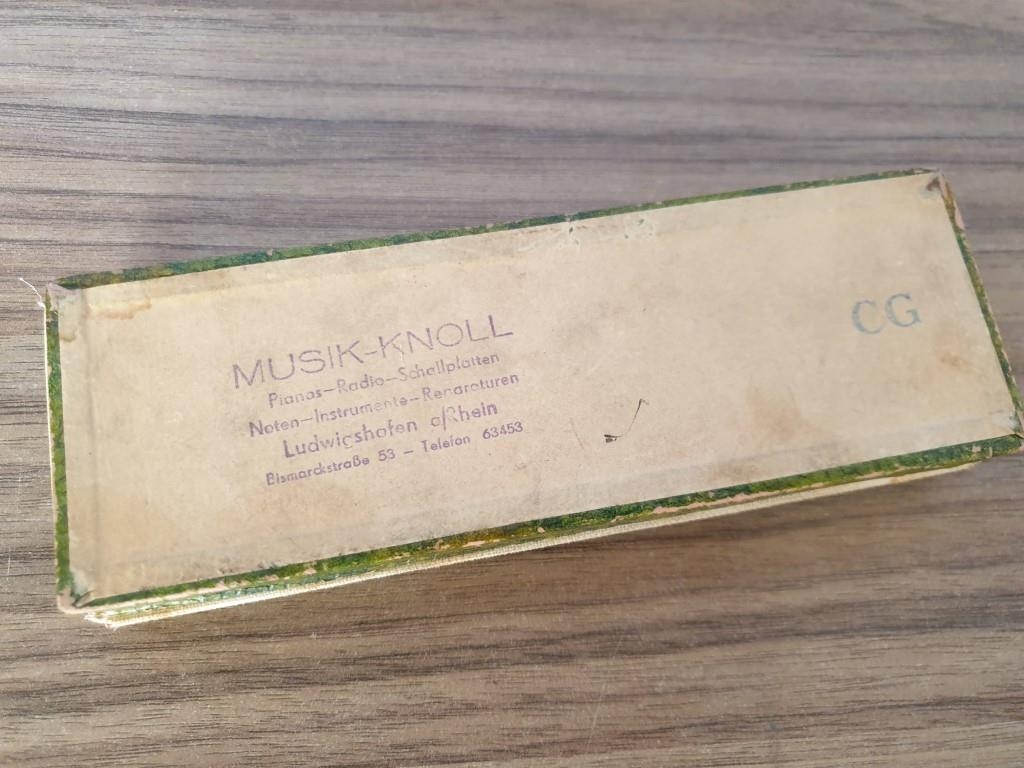 MUSIK-KNOLL
Pianos-Radio-Schallplatten
Noten-Instrumente-Reparaturen
Ludwigshafen a/Rhein
Bismarckstraße 53 - Telefon 63453
CG